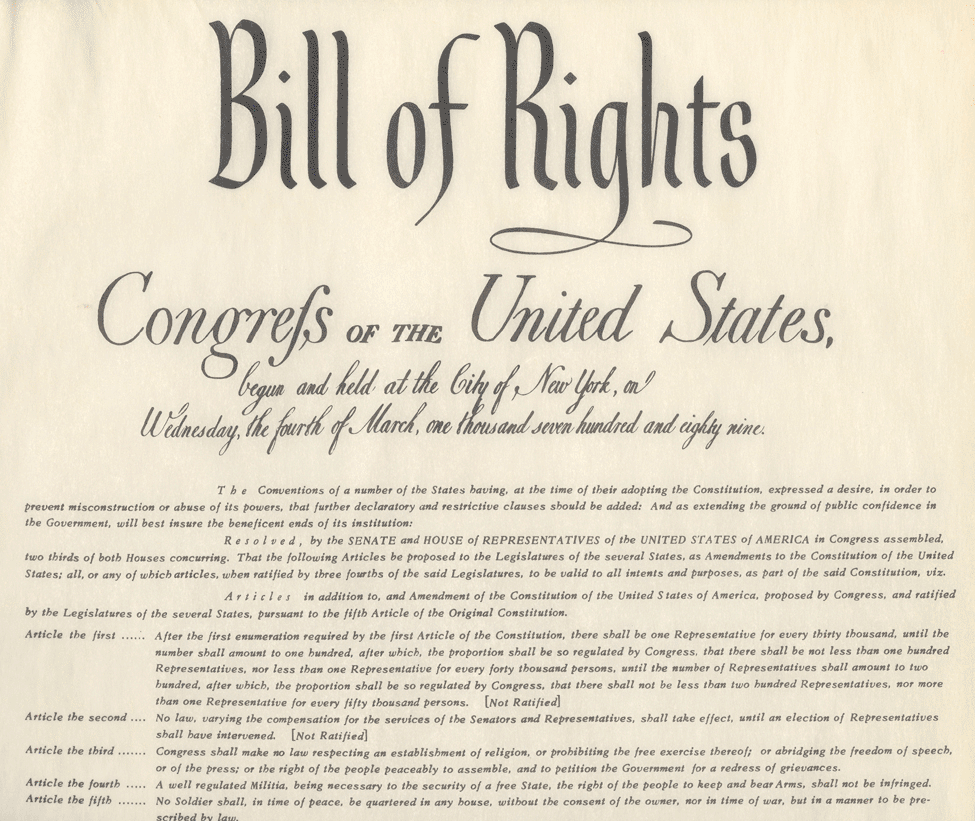 Bill of Rights
Congreſs OF THE United States,
begun and held at the City of New York, on
Wednesday, the fourth of March, one thousand seven hundred and eighty nine.
The Conventions of a number of the States having, at the time of their adopting the Constitution, expressed a desire, in order to
prevent misconstruction or abuse of its powers, that further declaratory and restrictive clauses should be added: And as extending the ground of public confidence in
the Government, will best insure the beneficent ends of its institution:
Resolved, by the SENATE and HOUSE of REPRESENTATIVES of the UNITED STATES of AMERICA in Congress assembled,
two thirds of both Houses concurring. That the following Articles be proposed to the Legislatures of the several States, as Amendments to the Constitution of the United
States; all, or any of which articles, when ratified by three fourths of the said Legislatures, to be valid to all intents and purposes, as part of the said Constitution, viz.
Articles in addition to, and Amendment of the Constitution of the United States of America, proposed by Congress, and ratified
by the Legislatures of the several States, pursuant to the fifth Article of the Original Constitution.
Article the first ...... After the first enumeration required by the first Article of the Constitution, there shall be one Representative for every thirty thousand, until the
number shall amount to one hundred, after which, the proportion shall be so regulated by Congress, that there shall be not less than one hundred
Representatives, nor less than one Representative for every forty thousand persons, until the number of Representatives shall amount to two
hundred, after which, the proportion shall be so regulated by Congress, that there shall not be less than two hundred Representatives, nor more
than one Representative for every fifty thousand persons. [Not Ratified]
Article the second .... No law, varying the compensation for the services of the Senators and Representatives, shall take effect, until an election of Representatives
shall have intervened. [Not Ratified]
Article the third ....... Congress shall make no law respecting an establishment of religion, or prohibiting the free exercise thereof; or abridging the freedom of speech,
or of the press; or the right of the people peaceably to assemble, and to petition the Government for a redress of grievances.
Article the fourth ..... A well regulated Militia, being necessary to the security of a free State, the right of the people to keep and bear Arms, shall not be infringed.
Article the fifth ....... No Soldier shall, in time of peace, be quartered in any house, without the consent of the owner, nor in time of war, but in a manner to be pre-
scribed by law.